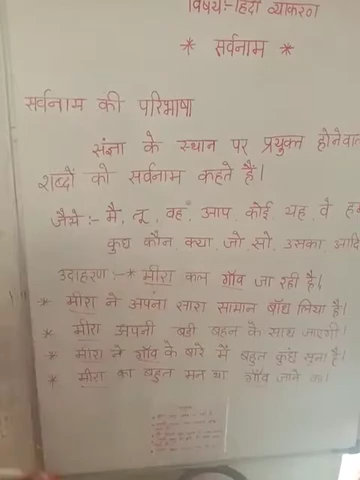 विषय:- हिंदी व्याकरण
* सर्वनाम *
सर्वनाम की परिभाषा
संज्ञा के स्थान पर प्रयुक्त होनेवाले
शब्दों को सर्वनाम कहते हैं।
जैसे:- मै, तू, वह, आप, कोई, यह, वे, हम
कुछ, कौन, क्या, जो, सो, उसका आदि
उदाहरण :- * मीरा कल गाँव जा रही है।
* मीरा ने अपना सारा सामान बाँध लिया है।
* मीरा अपनी बड़ी बहन के साथ जाएगी।
* मीरा ने गाँव के बारे में बहुत कुछ सुना है।
* मीरा का बहुत मन था गाँव जाने का।